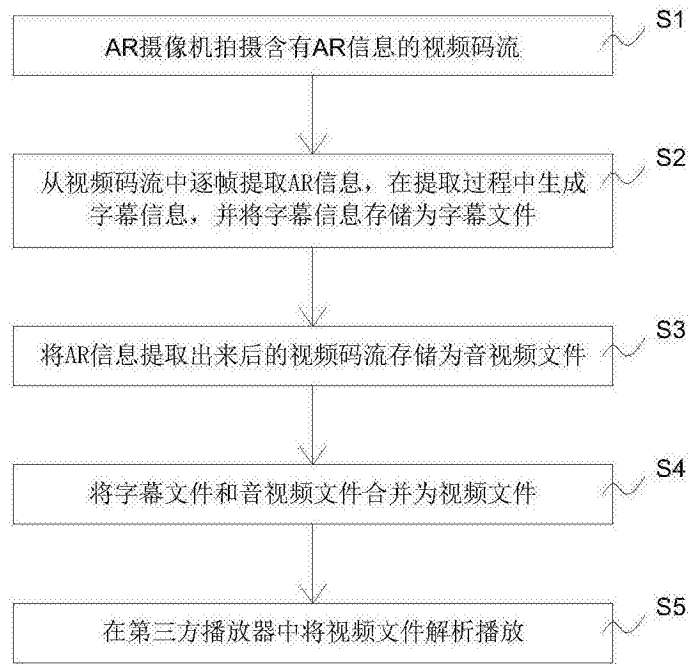 S1
AR摄像机拍摄含有AR信息的视频码流
S2
从视频码流中逐帧提取AR信息，在提取过程中生成
字幕信息，并将字幕信息存储为字幕文件
S3
将AR信息提取出来后的视频码流存储为音视频文件
S4
将字幕文件和音视频文件合并为视频文件
S5
在第三方播放器中将视频文件解析播放